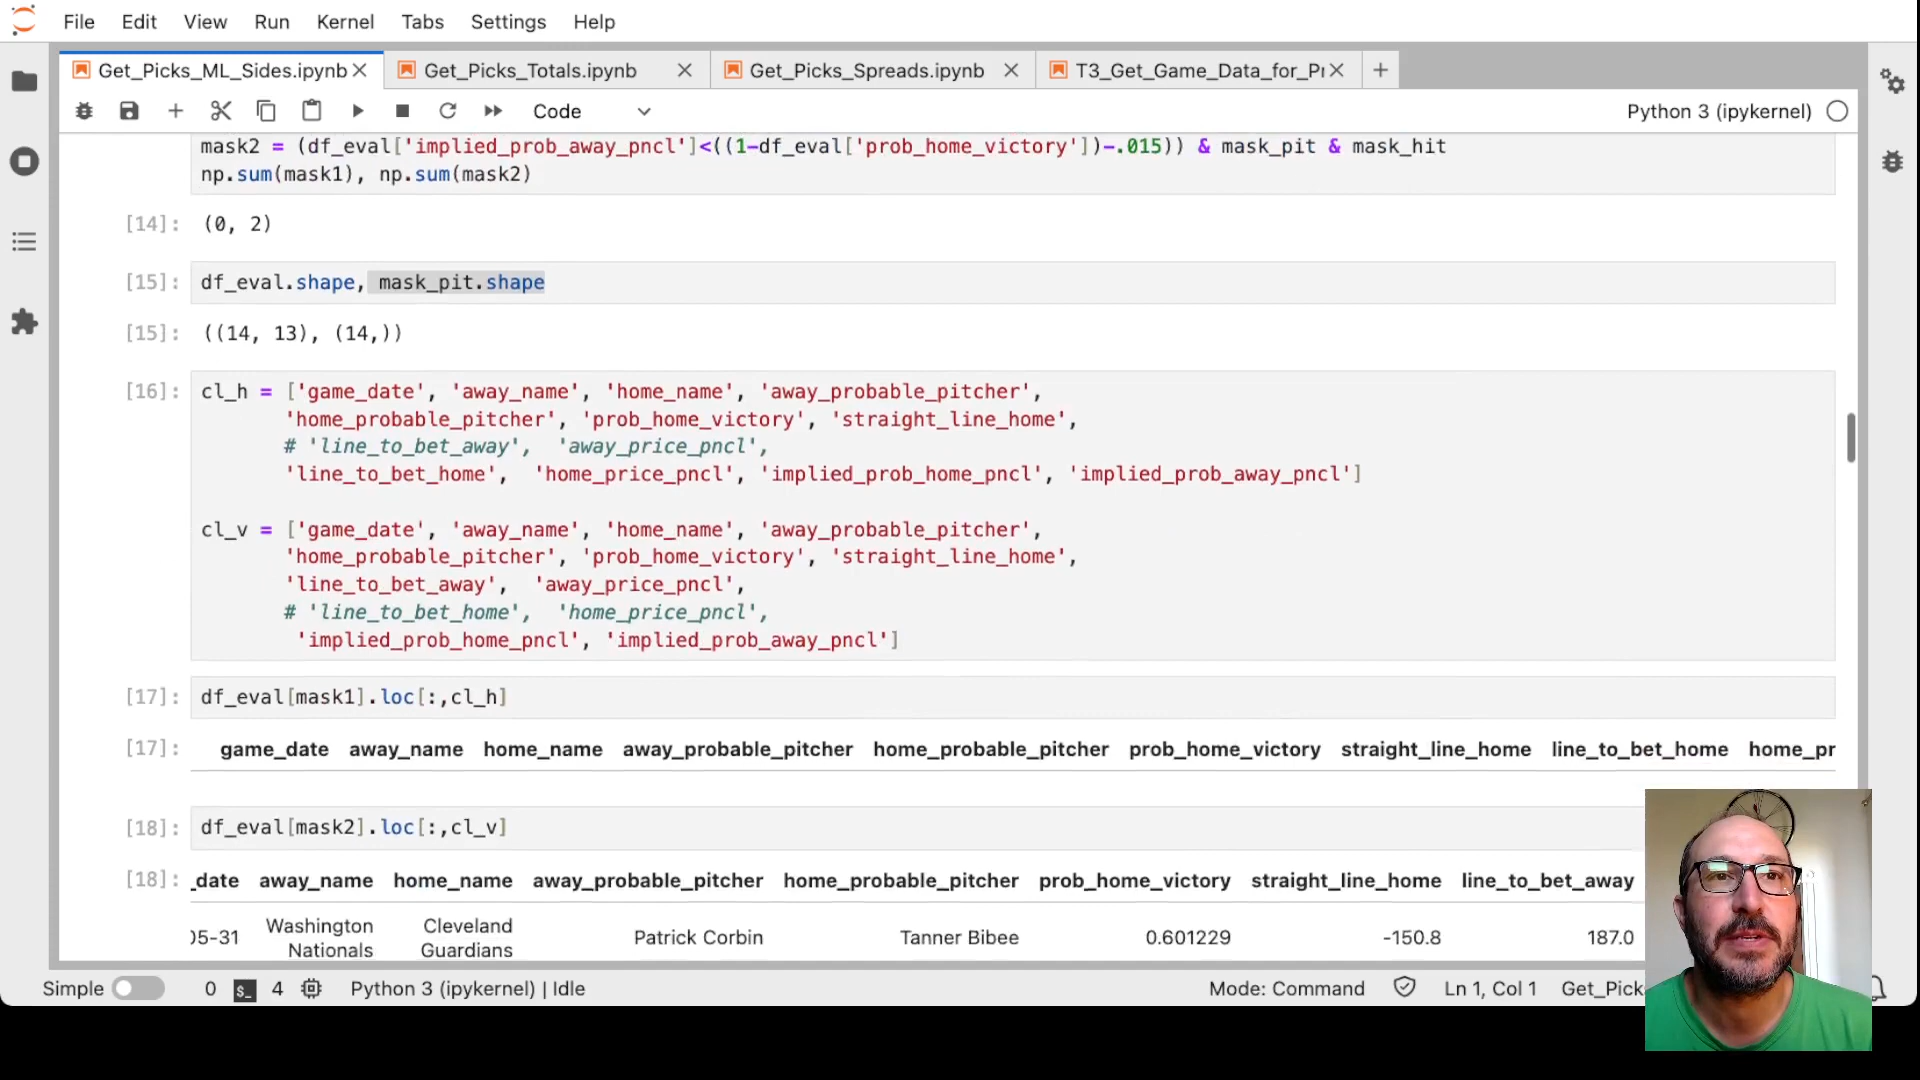 File Edit View Run Kernel Tabs Settings Help
Get_Picks_ML_Sides.ipynb Get_Picks_Totals.ipynb Get_Picks_Spreads.ipynb T3_Get_Game_Data_for_Pr
Code Python 3 (ipykernel)
mask2 = (df_eval['implied_prob_away_pncl']<((1-df_eval['prob_home_victory'])-.015)) & mask_pit & mask_hit
np.sum(mask1), np.sum(mask2)
[14]: (0, 2)
[15]: df_eval.shape, mask_pit.shape
[15]: ((14, 13), (14,))
[16]: cl_h = ['game_date', 'away_name', 'home_name', 'away_probable_pitcher',
'home_probable_pitcher', 'prob_home_victory', 'straight_line_home',
# 'line_to_bet_away', 'away_price_pncl',
'line_to_bet_home', 'home_price_pncl', 'implied_prob_home_pncl', 'implied_prob_away_pncl']
cl_v = ['game_date', 'away_name', 'home_name', 'away_probable_pitcher',
'home_probable_pitcher', 'prob_home_victory', 'straight_line_home',
'line_to_bet_away', 'away_price_pncl',
# 'line_to_bet_home', 'home_price_pncl',
'implied_prob_home_pncl', 'implied_prob_away_pncl']
[17]: df_eval[mask1].loc[:,cl_h]
[17]: game_date away_name home_name away_probable_pitcher home_probable_pitcher prob_home_victory straight_line_home line_to_bet_home home_pr
[18]: df_eval[mask2].loc[:,cl_v]
[18]: _date away_name home_name away_probable_pitcher home_probable_pitcher prob_home_victory straight_line_home line_to_bet_away
05-31 Washington Nationals Cleveland Guardians Patrick Corbin Tanner Bibee 0.601229 -150.8 187.0
Simple 0 $_ 4 Python 3 (ipykernel) | Idle Mode: Command Ln 1, Col 1 Get_Pick